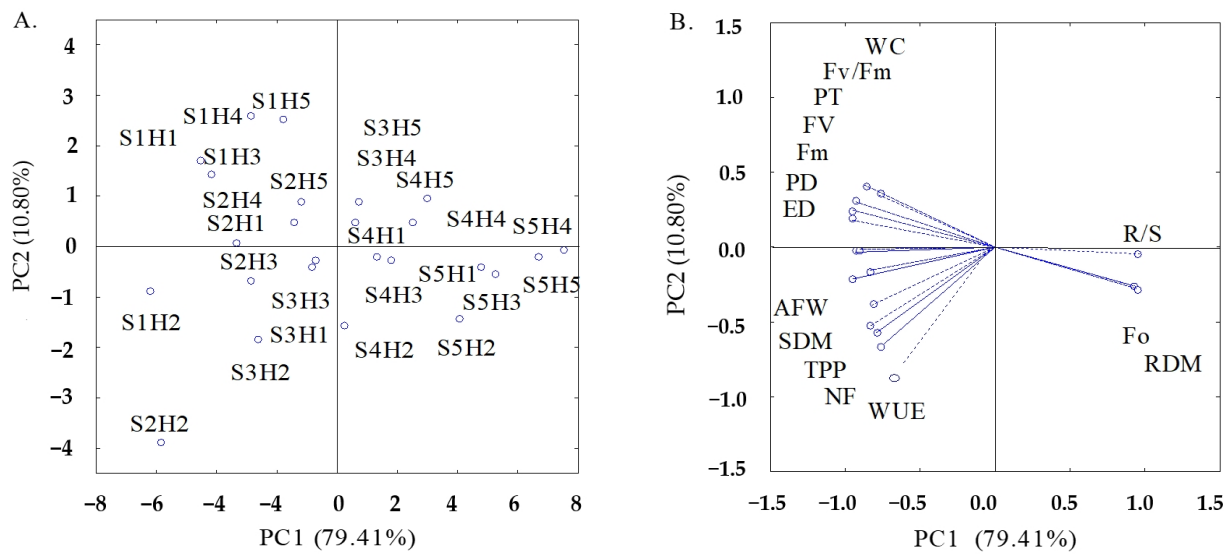 A.
4
3
2
1
0
−1
−2
−3
−4
PC2 (10.80%)
S1H5
S1H4
S1H1
S1H3
S3H5
S3H4
S2H5
S4H5
S2H4
S2H1
S4H4
S5H4
S4H1
S2H3
S5H1
S5H5
S1H2
S3H3
S4H3
S5H3
S3H1
S4H2
S5H2
S3H2
S2H2
−8
−6
−4
−2
0
2
4
6
8
PC1 (79.41%)
B.
1.5
1.0
0.5
0.0
−0.5
−1.0
−1.5
PC2 (10.80%)
WC
Fv/Fm
PT
FV
Fm
PD
ED
R/S
AFW
Fo
SDM
RDM
TPP
NF
WUE
−1.5
−1.0
−0.5
0.0
0.5
1.0
1.5
PC1 (79.41%)